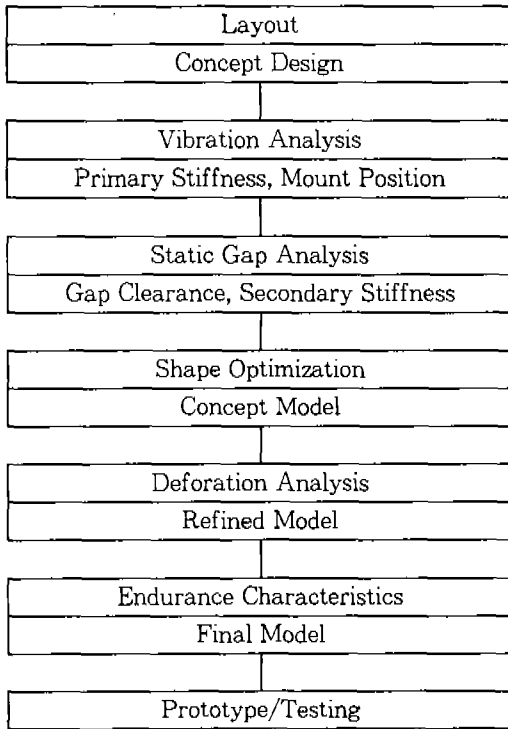 Layout
Concept Design
Vibration Analysis
Primary Stiffness, Mount Position
Static Gap Analysis
Gap Clearance, Secondary Stiffness
Shape Optimization
Concept Model
Deforation Analysis
Refined Model
Endurance Characteristics
Final Model
Prototype/Testing